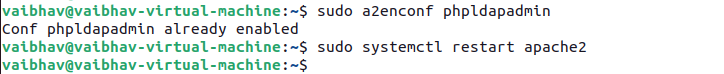 vaibhav@vaibhav-virtual-machine:~$ sudo a2enconf phpldapadmin
Conf phpldapadmin already enabled
vaibhav@vaibhav-virtual-machine:~$ sudo systemctl restart apache2
vaibhav@vaibhav-virtual-machine:~$